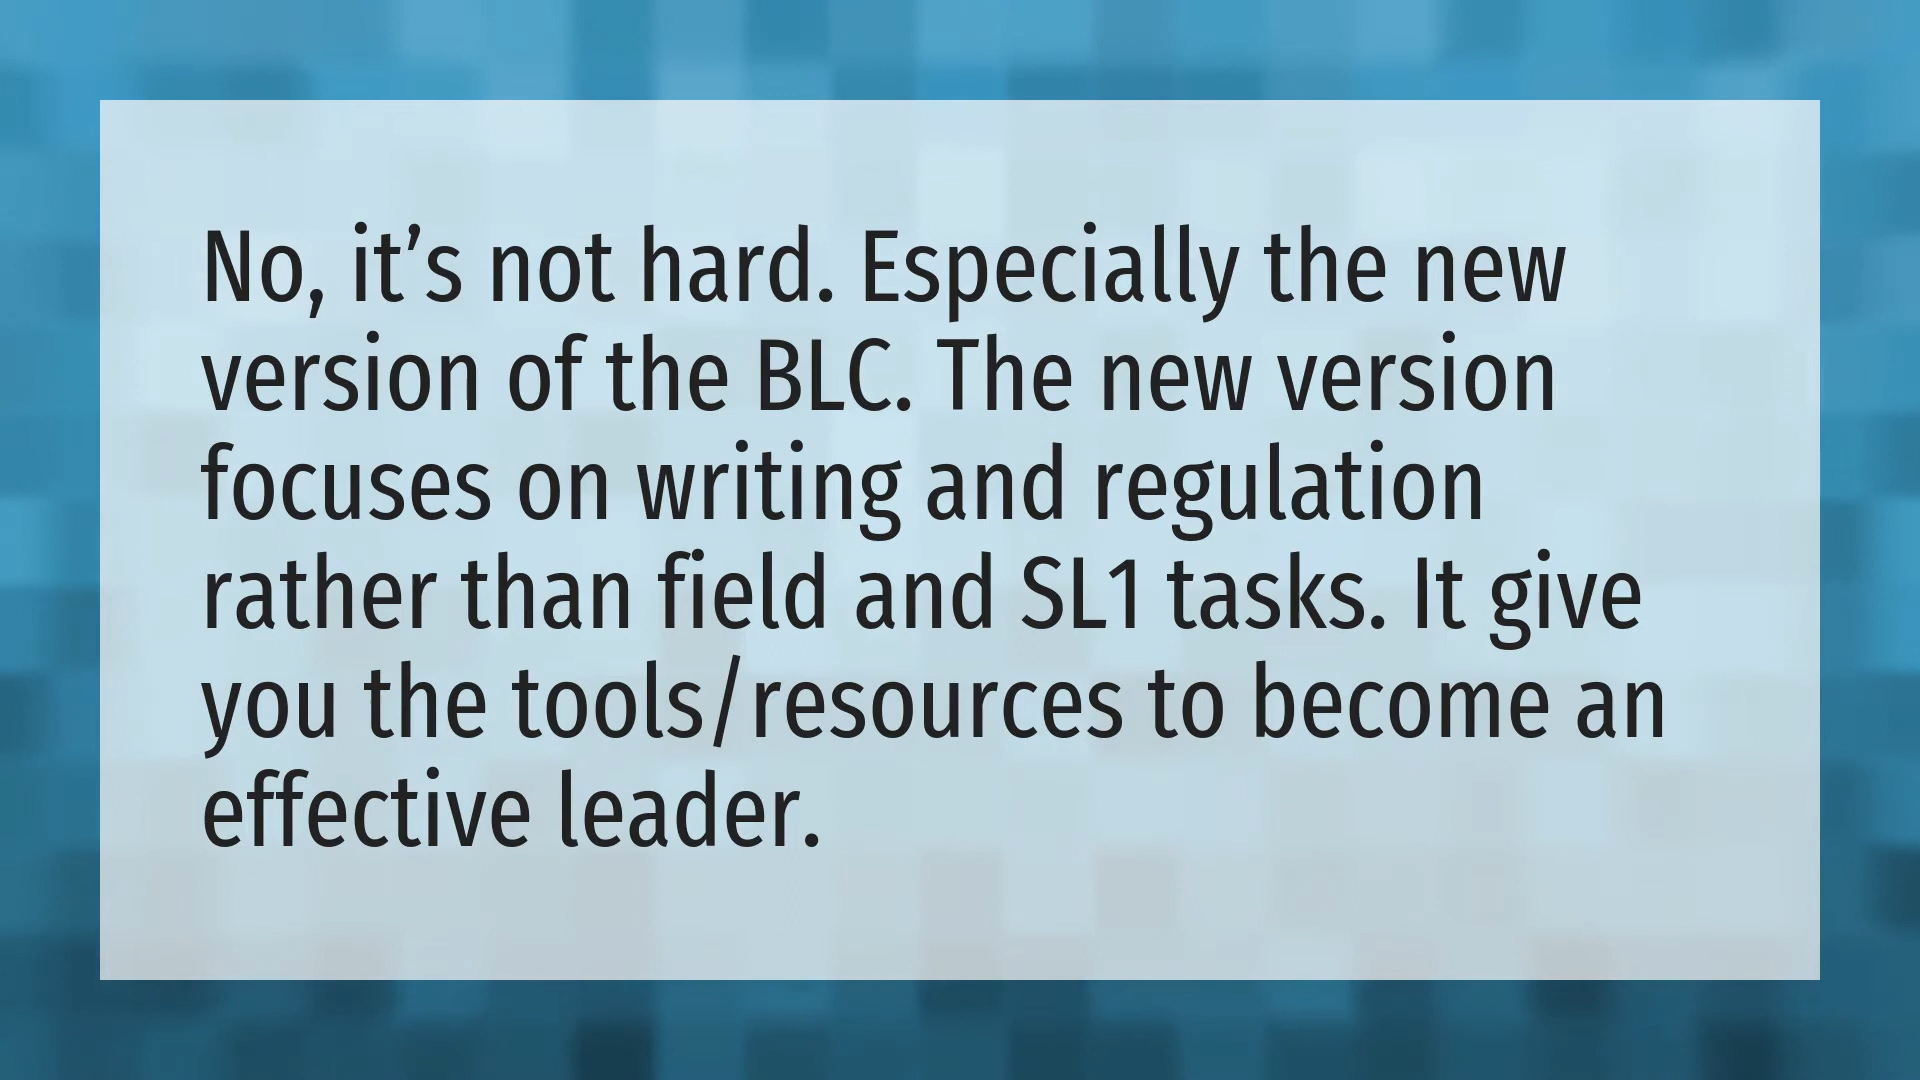 No, it’s not hard. Especially the new
version of the BLC. The new version
focuses on writing and regulation
rather than field and SL1 tasks. It give
you the tools/resources to become an
effective leader.